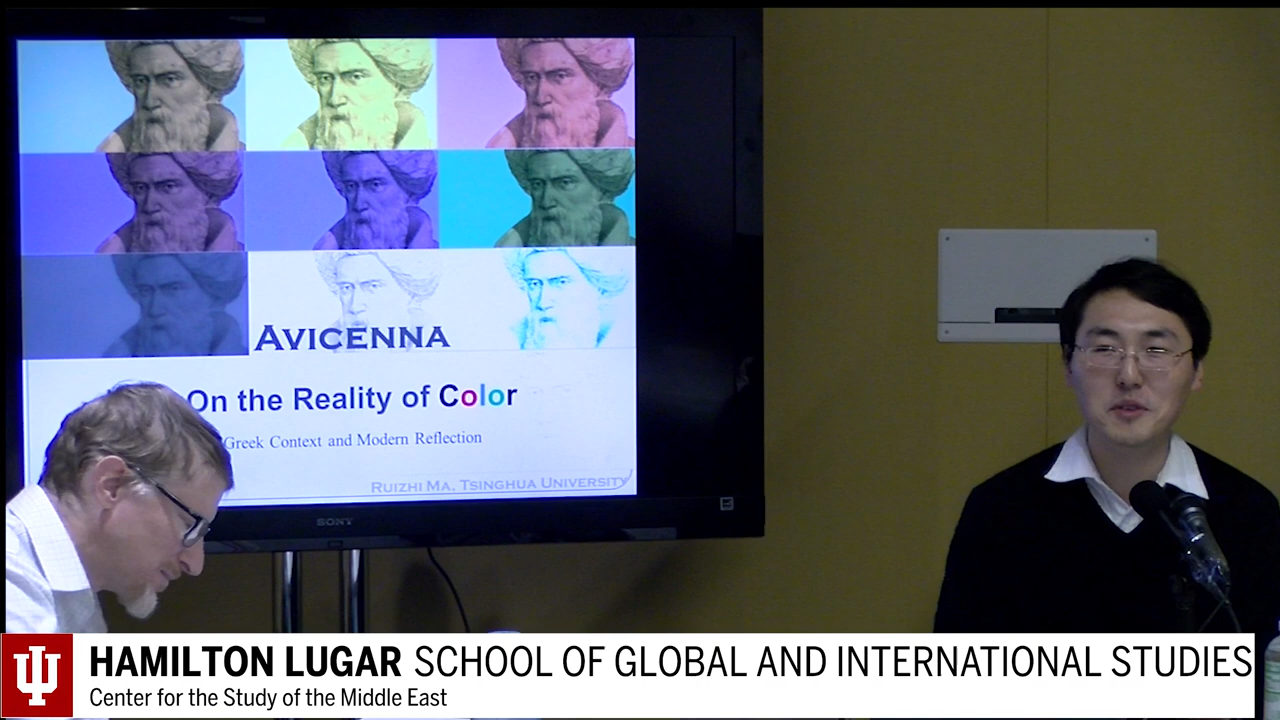 AVICENNA
On the Reality of Color
Greek Context and Modern Reflection
RUIZHI MA, TSINGHUA UNIVERSITY
SONY
HAMILTON LUGAR SCHOOL OF GLOBAL AND INTERNATIONAL STUDIES
Center for the Study of the Middle East